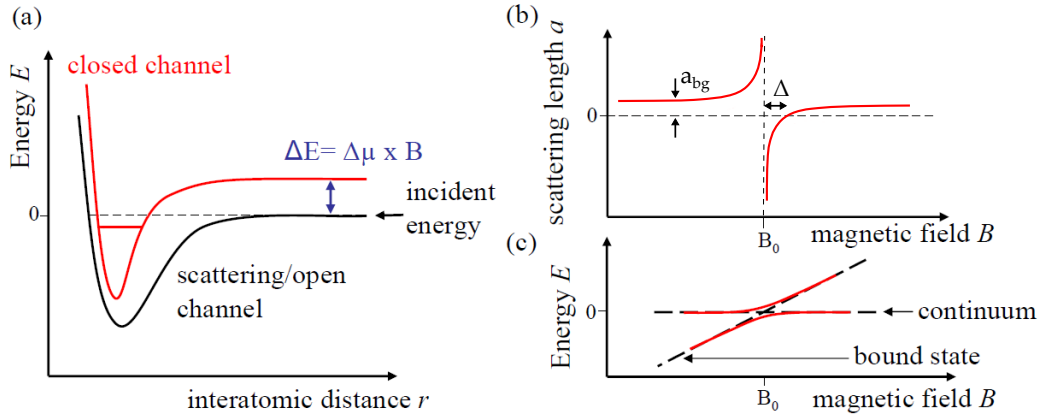 (a)
Energy E
closed channel
ΔE= Δμ x B
0
incident
energy
scattering/open
channel
interatomic distance r
(b)
scattering length a
a_bg
Δ
0
B₀
magnetic field B
(c)
Energy E
0
continuum
bound state
B₀
magnetic field B